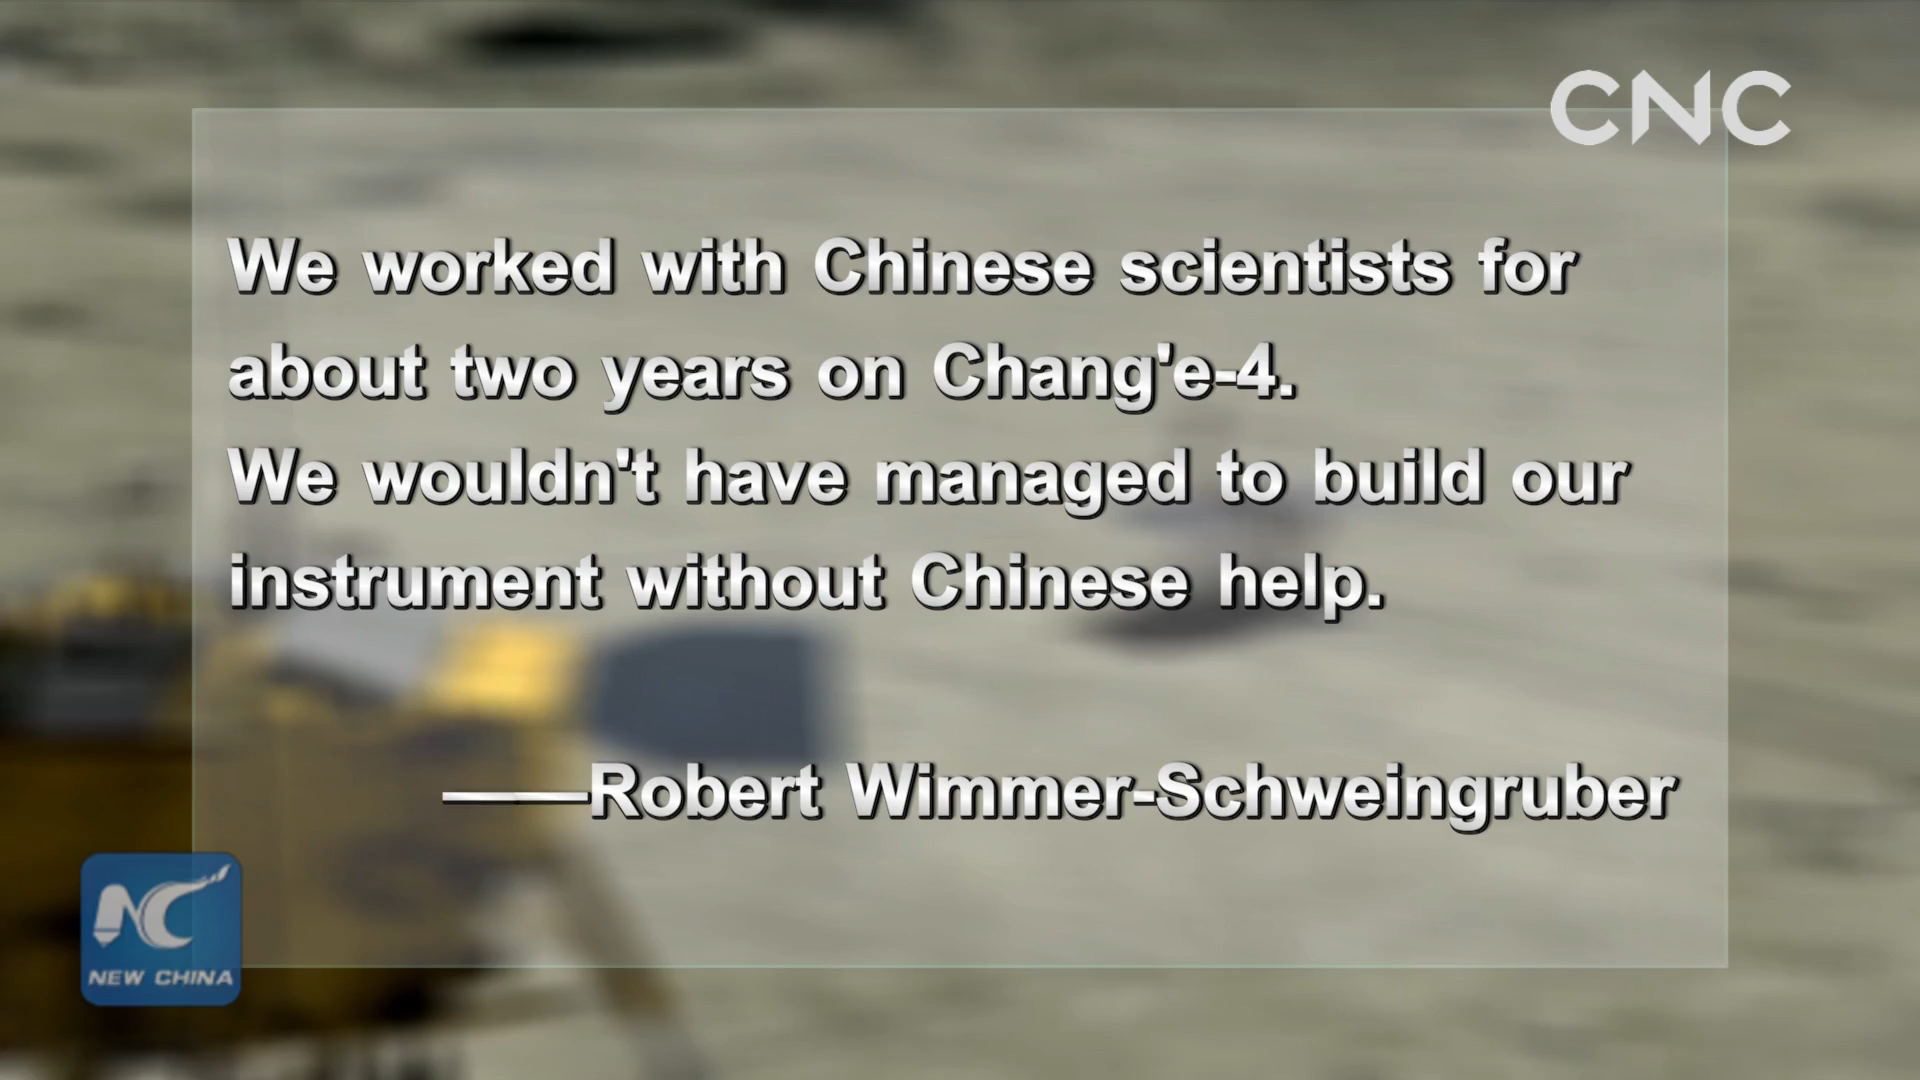 CNC
We worked with Chinese scientists for
about two years on Chang'e-4.
We wouldn't have managed to build our
instrument without Chinese help.
——Robert Wimmer-Schweingruber
NC
NEW CHINA